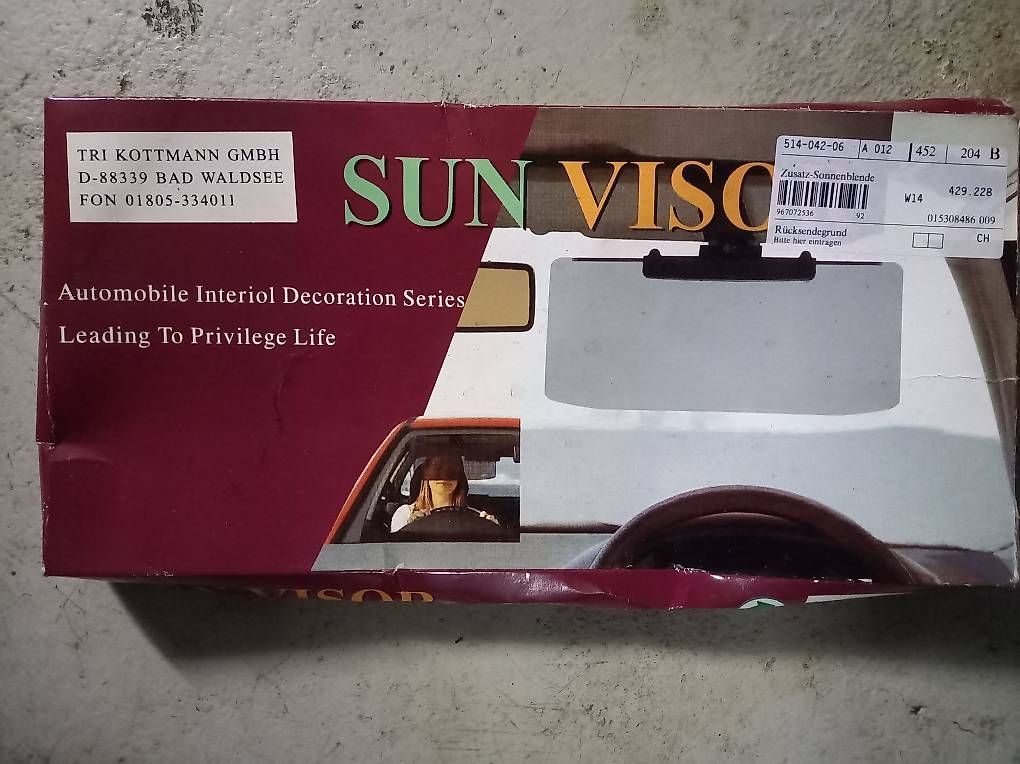 TRI KOTTMANN GMBH
D-88339 BAD WALDSEE
FON 01805-334011
SUN VISO
514-042-06 A 012 452 204 B
Zusatz-Sonnenblende
W14 429.228
967072536 92
015308486 009
Rücksendegrund
Bitte hier eintragen
CH
Automobile Interiol Decoration Series
Leading To Privilege Life
VISOR